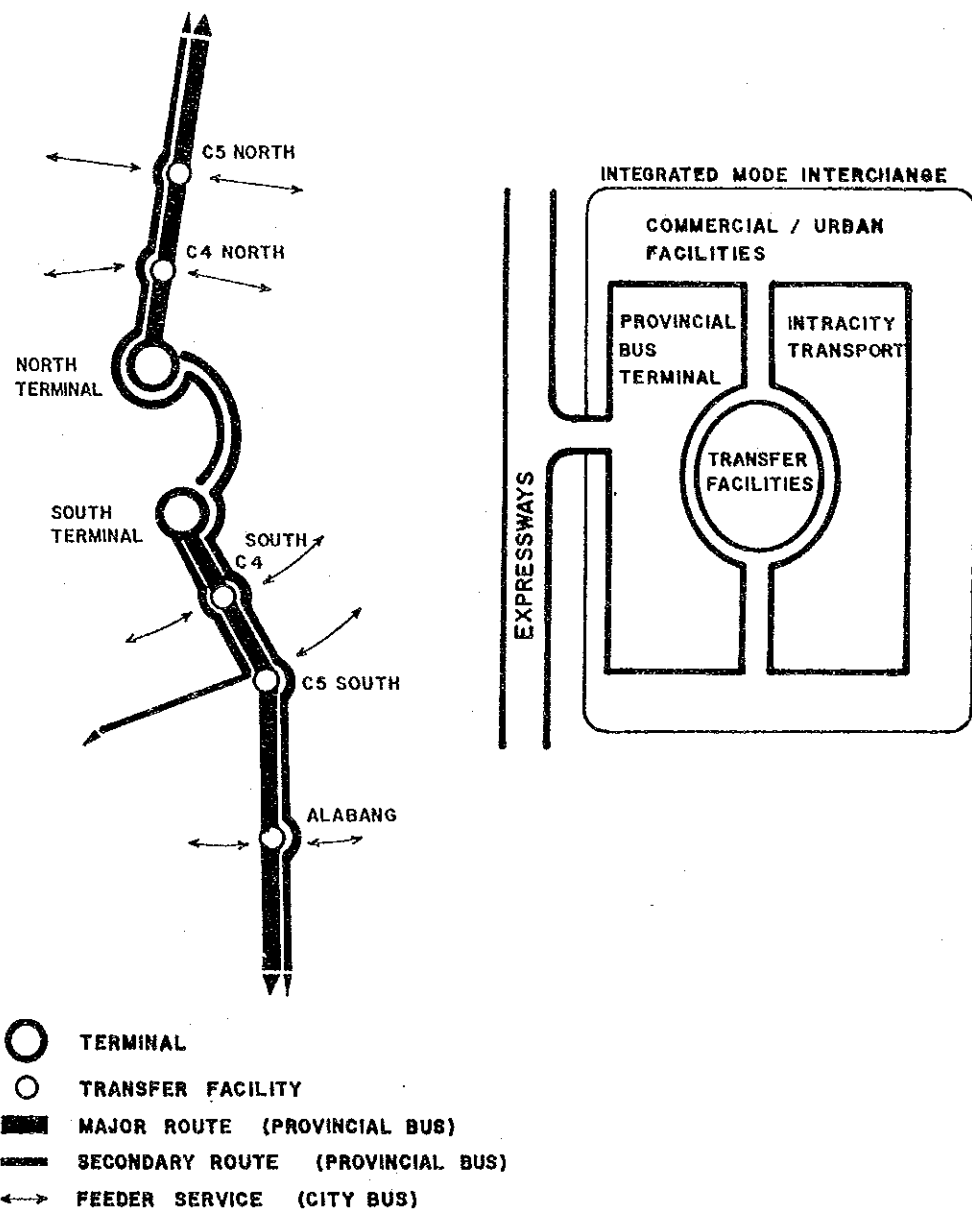 C5 NORTH
C4 NORTH
NORTH
TERMINAL
SOUTH
TERMINAL
SOUTH
C4
C5 SOUTH
ALABANG
INTEGRATED MODE INTERCHANGE
COMMERCIAL / URBAN
FACILITIES
PROVINCIAL
BUS
TERMINAL
INTRACITY
TRANSPORT
TRANSFER
FACILITIES
EXPRESSWAYS
TERMINAL
TRANSFER FACILITY
MAJOR ROUTE (PROVINCIAL BUS)
SECONDARY ROUTE (PROVINCIAL BUS)
FEEDER SERVICE (CITY BUS)